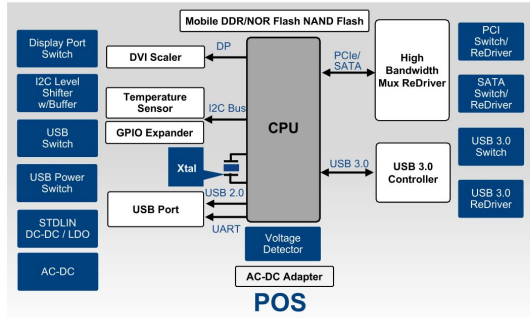 Mobile DDR/NOR Flash NAND Flash
Display Port
Switch
I2C Level
Shifter
w/Buffer
USB
Switch
USB Power
Switch
STDLIN
DC-DC / LDO
AC-DC
DVI Scaler
DP
Temperature
Sensor
I2C Bus
GPIO Expander
Xtal
USB 2.0
USB Port
UART
CPU
PCIe/
SATA
High
Bandwidth
Mux ReDriver
USB 3.0
USB 3.0
Controller
PCI
Switch/
ReDriver
SATA
Switch/
ReDriver
USB 3.0
Switch
USB 3.0
ReDriver
Voltage
Detector
AC-DC Adapter
POS